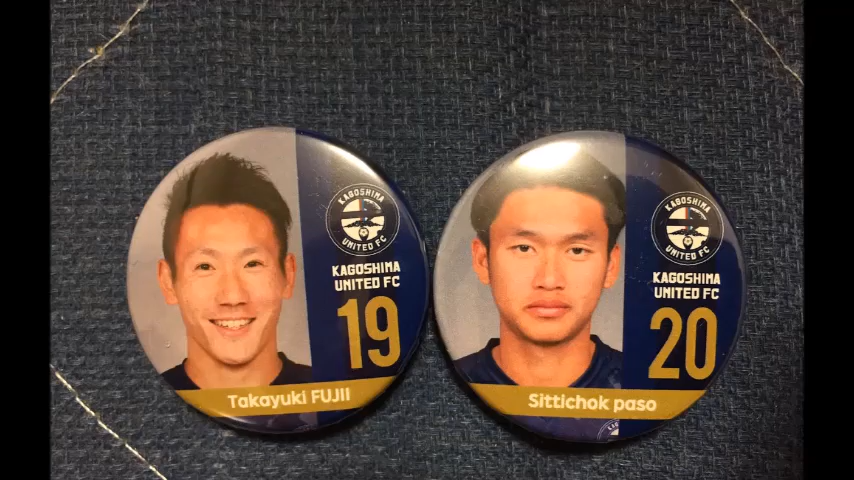 KAGOSHIMA
UNITED FC
KAGOSHIMA
UNITED FC
19
Takayuki FUJII
KAGOSHIMA
UNITED FC
KAGOSHIMA
UNITED FC
20
Sittichok paso